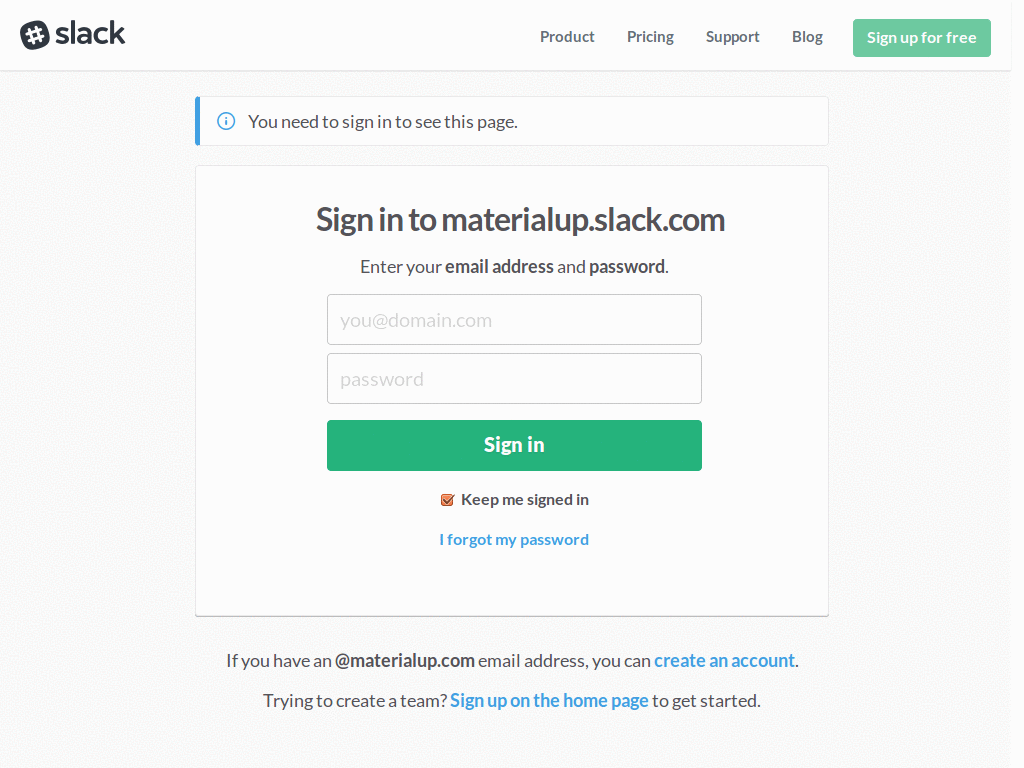 slack
Product Pricing Support Blog Sign up for free
You need to sign in to see this page.
Sign in to materialup.slack.com
Enter your email address and password.
you@domain.com
password
Sign in
Keep me signed in
I forgot my password
If you have an @materialup.com email address, you can create an account.
Trying to create a team? Sign up on the home page to get started.